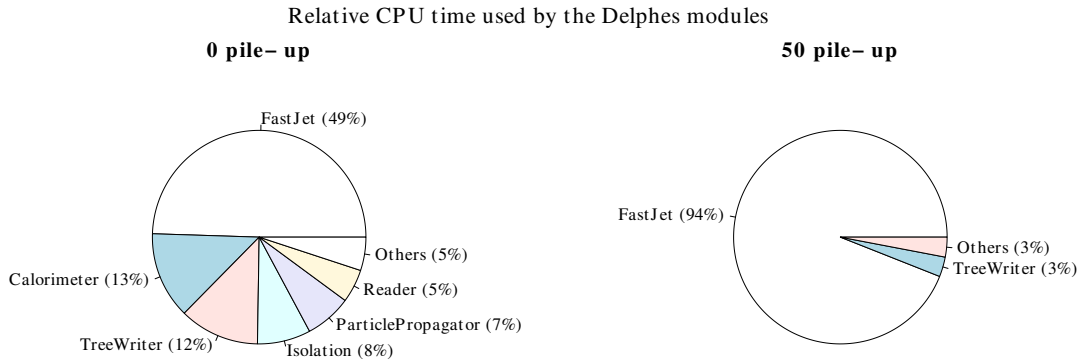 Relative CPU time used by the Delphes modules
0 pile-up
50 pile-up
FastJet (49%)
Calorimeter (13%)
TreeWriter (12%)
Isolation (8%)
ParticlePropagator (7%)
Reader (5%)
Others (5%)
FastJet (94%)
Others (3%)
TreeWriter (3%)